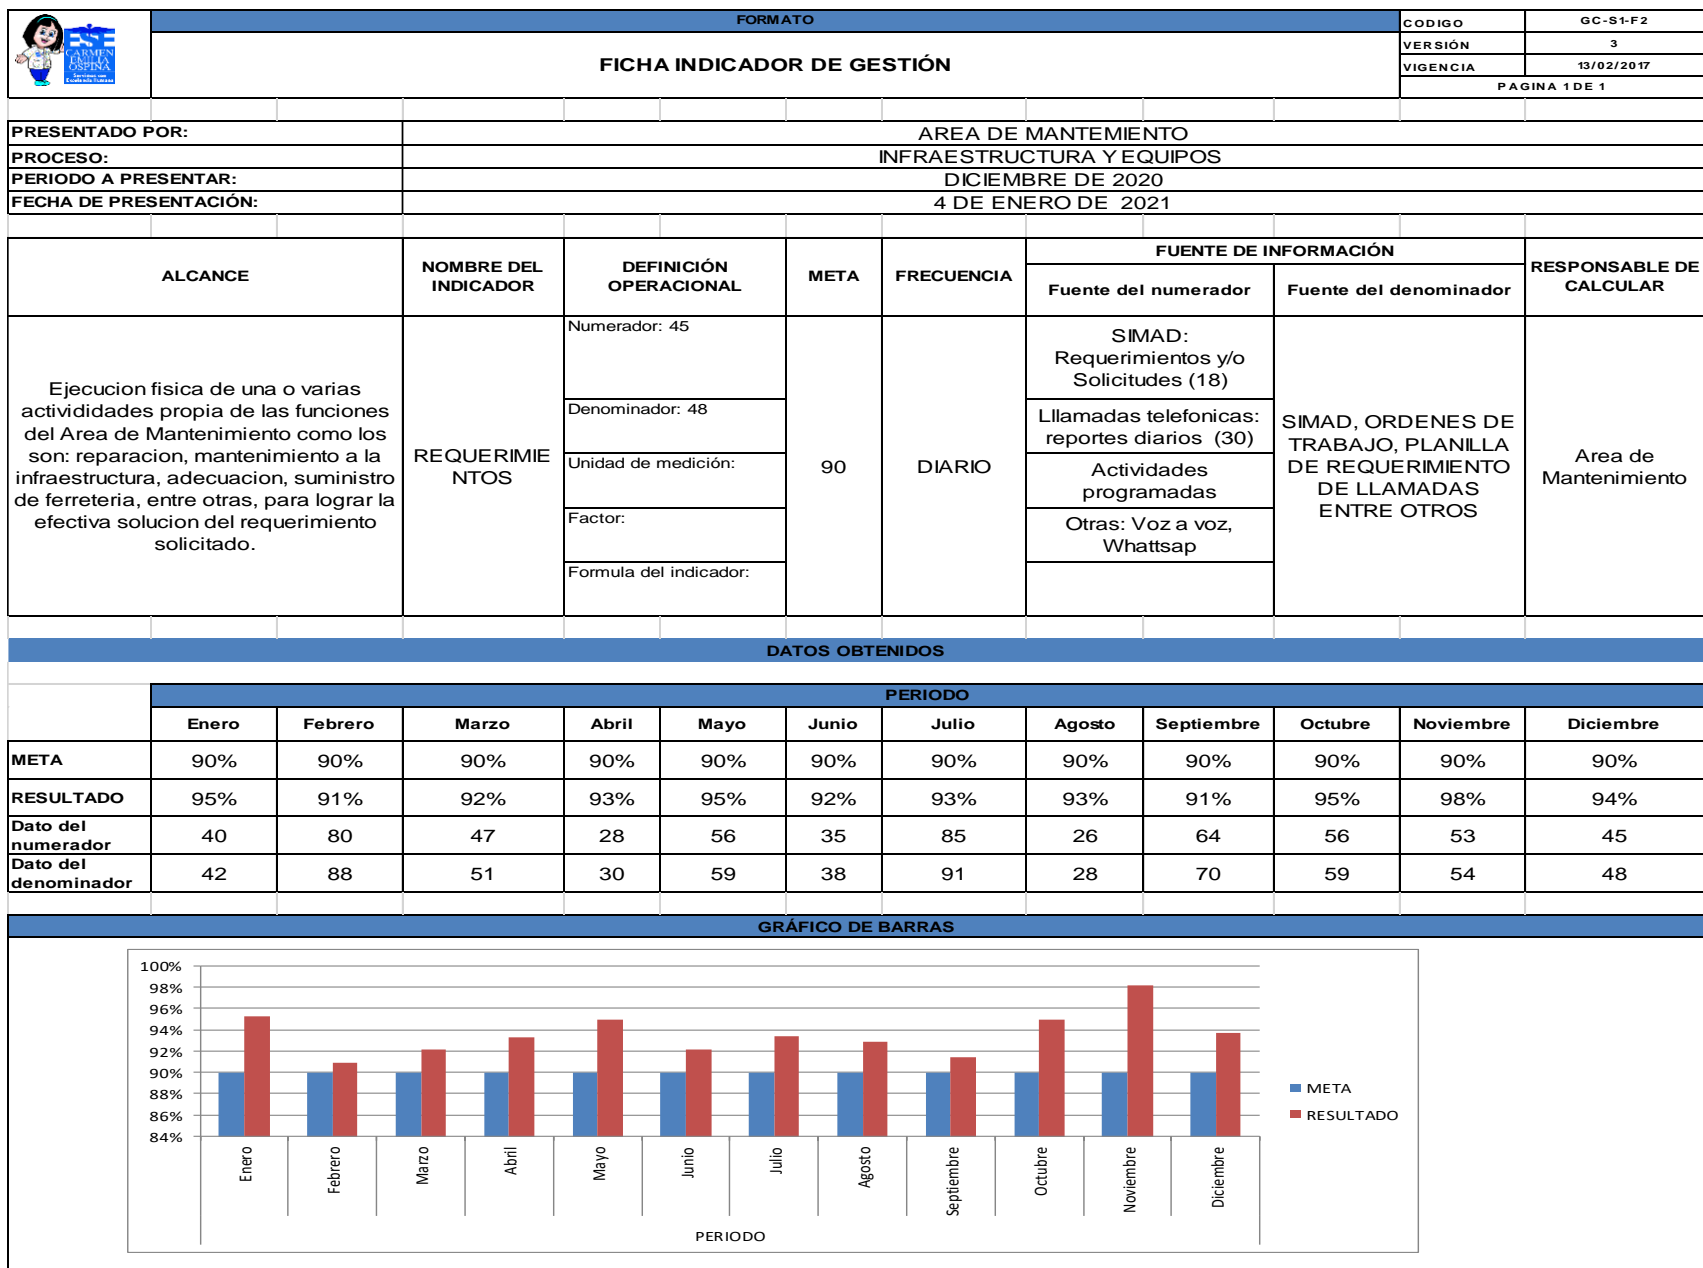 ESE
CARMEN
EMILIA
OSPINA
Servimos con
Excelencia Humana
FORMATO
FICHA INDICADOR DE GESTIÓN
CODIGO GC-S1-F2
VERSIÓN 3
VIGENCIA 13/02/2017
PAGINA 1 DE 1
PRESENTADO POR: AREA DE MANTEMIENTO
PROCESO: INFRAESTRUCTURA Y EQUIPOS
PERIODO A PRESENTAR: DICIEMBRE DE 2020
FECHA DE PRESENTACIÓN: 4 DE ENERO DE 2021
ALCANCE
NOMBRE DEL
INDICADOR
DEFINICIÓN
OPERACIONAL
META
FRECUENCIA
FUENTE DE INFORMACIÓN
Fuente del numerador
Fuente del denominador
RESPONSABLE DE
CALCULAR
Ejecucion fisica de una o varias
activididades propia de las funciones
del Area de Mantenimiento como los
son: reparacion, mantenimiento a la
infraestructura, adecuacion, suministro
de ferreteria, entre otras, para lograr la
efectiva solucion del requerimiento
solicitado.
REQUERIMIE
NTOS
Numerador: 45
Denominador: 48
Unidad de medición:
Factor:
Formula del indicador:
90
DIARIO
SIMAD:
Requerimientos y/o
Solicitudes (18)
Lllamadas telefonicas:
reportes diarios (30)
Actividades
programadas
Otras: Voz a voz,
Whattsap
SIMAD, ORDENES DE
TRABAJO, PLANILLA
DE REQUERIMIENTO
DE LLAMADAS
ENTRE OTROS
Area de
Mantenimiento
DATOS OBTENIDOS
PERIODO
Enero Febrero Marzo Abril Mayo Junio Julio Agosto Septiembre Octubre Noviembre Diciembre
META 90% 90% 90% 90% 90% 90% 90% 90% 90% 90% 90% 90%
RESULTADO 95% 91% 92% 93% 95% 92% 93% 93% 91% 95% 98% 94%
Dato del
numerador 40 80 47 28 56 35 85 26 64 56 53 45
Dato del
denominador 42 88 51 30 59 38 91 28 70 59 54 48
GRÁFICO DE BARRAS
100%
98%
96%
94%
92%
90%
88%
86%
84%
Enero Febrero Marzo Abril Mayo Junio Julio Agosto Septiembre Octubre Noviembre Diciembre
PERIODO
META
RESULTADO